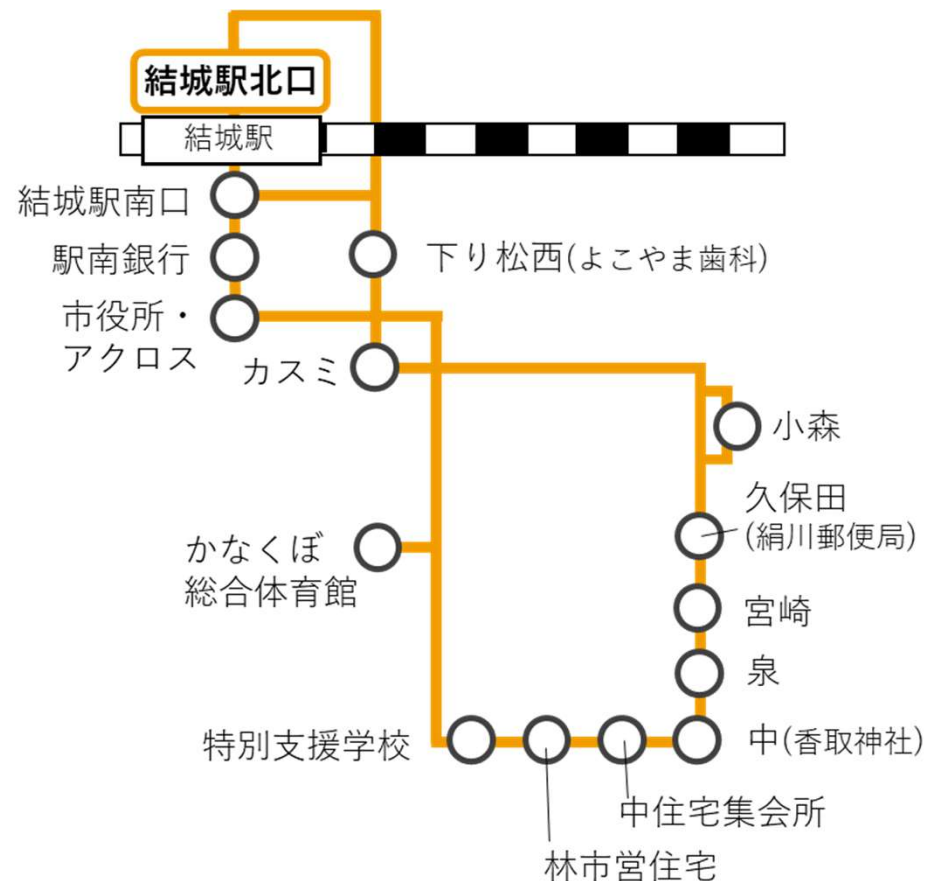 結城駅北口
結城駅
結城駅南口
駅南銀行
下り松西(よこやま歯科)
市役所・
アクロス
カスミ
小森
久保田
(絹川郵便局)
かなくぼ
総合体育館
宮崎
泉
特別支援学校
中(香取神社)
中住宅集会所
林市営住宅